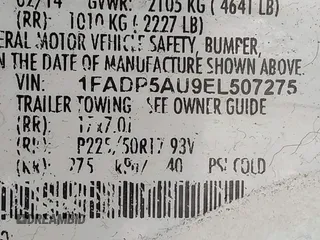 02/14 GVWR: 2105 KG ( 4641 LB)
(RR): 1010 KG ( 2227 LB)
ERAL MOTOR VEHICLE SAFETY, BUMPER,
N THE DATE OF MANUFACTURE SHOWN ABOVE.
VIN: 1FADP5AU9EL507275
TRAILER TOWING - SEE OWNER GUIDE
(RR): 17x7.0J
P225/50R17 93V
(RR): 275 kPa/ 40 PSI COLD
DREAMBID